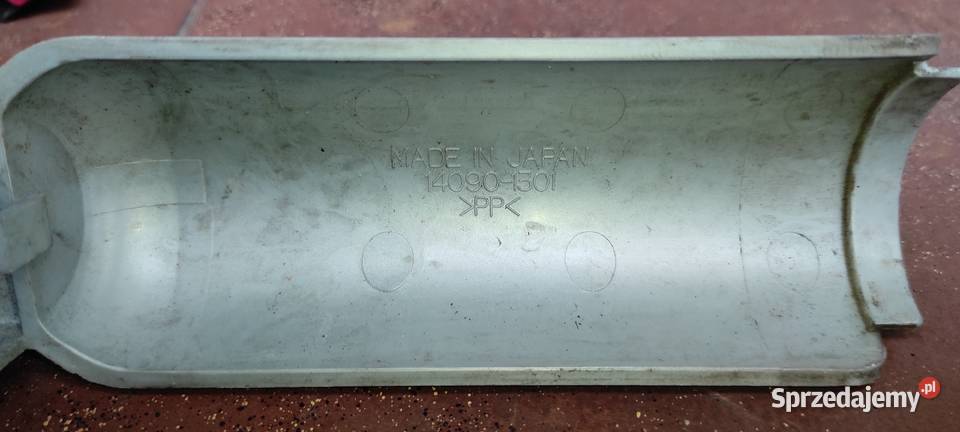 MADE IN JAPAN
14090-1301
>PP<
Sprzedajemy.pl